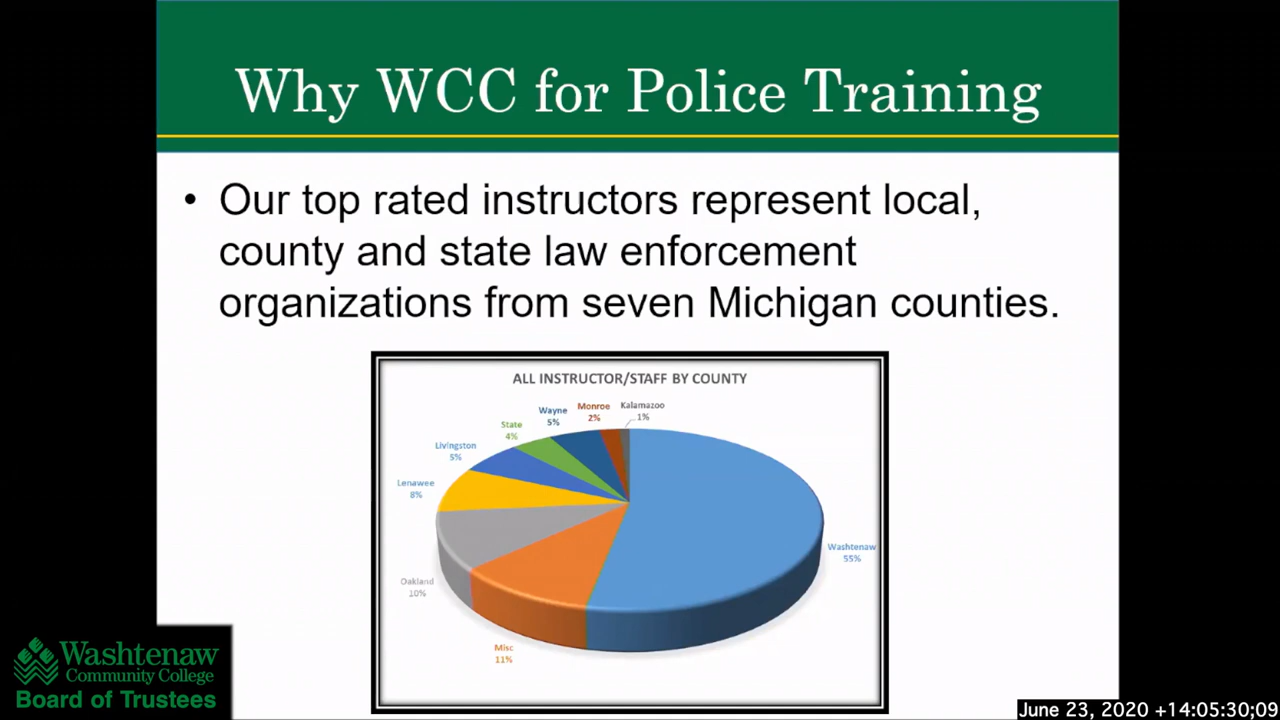 Why WCC for Police Training
• Our top rated instructors represent local,
county and state law enforcement
organizations from seven Michigan counties.
ALL INSTRUCTOR/STAFF BY COUNTY
Kalamazoo
1%
Monroe
2%
Wayne
5%
State
4%
Livingston
5%
Lenawee
8%
Oakland
10%
Misc
11%
Washtenaw
55%
Washtenaw
Community College
Board of Trustees
June 23, 2020 +14:05:30;09